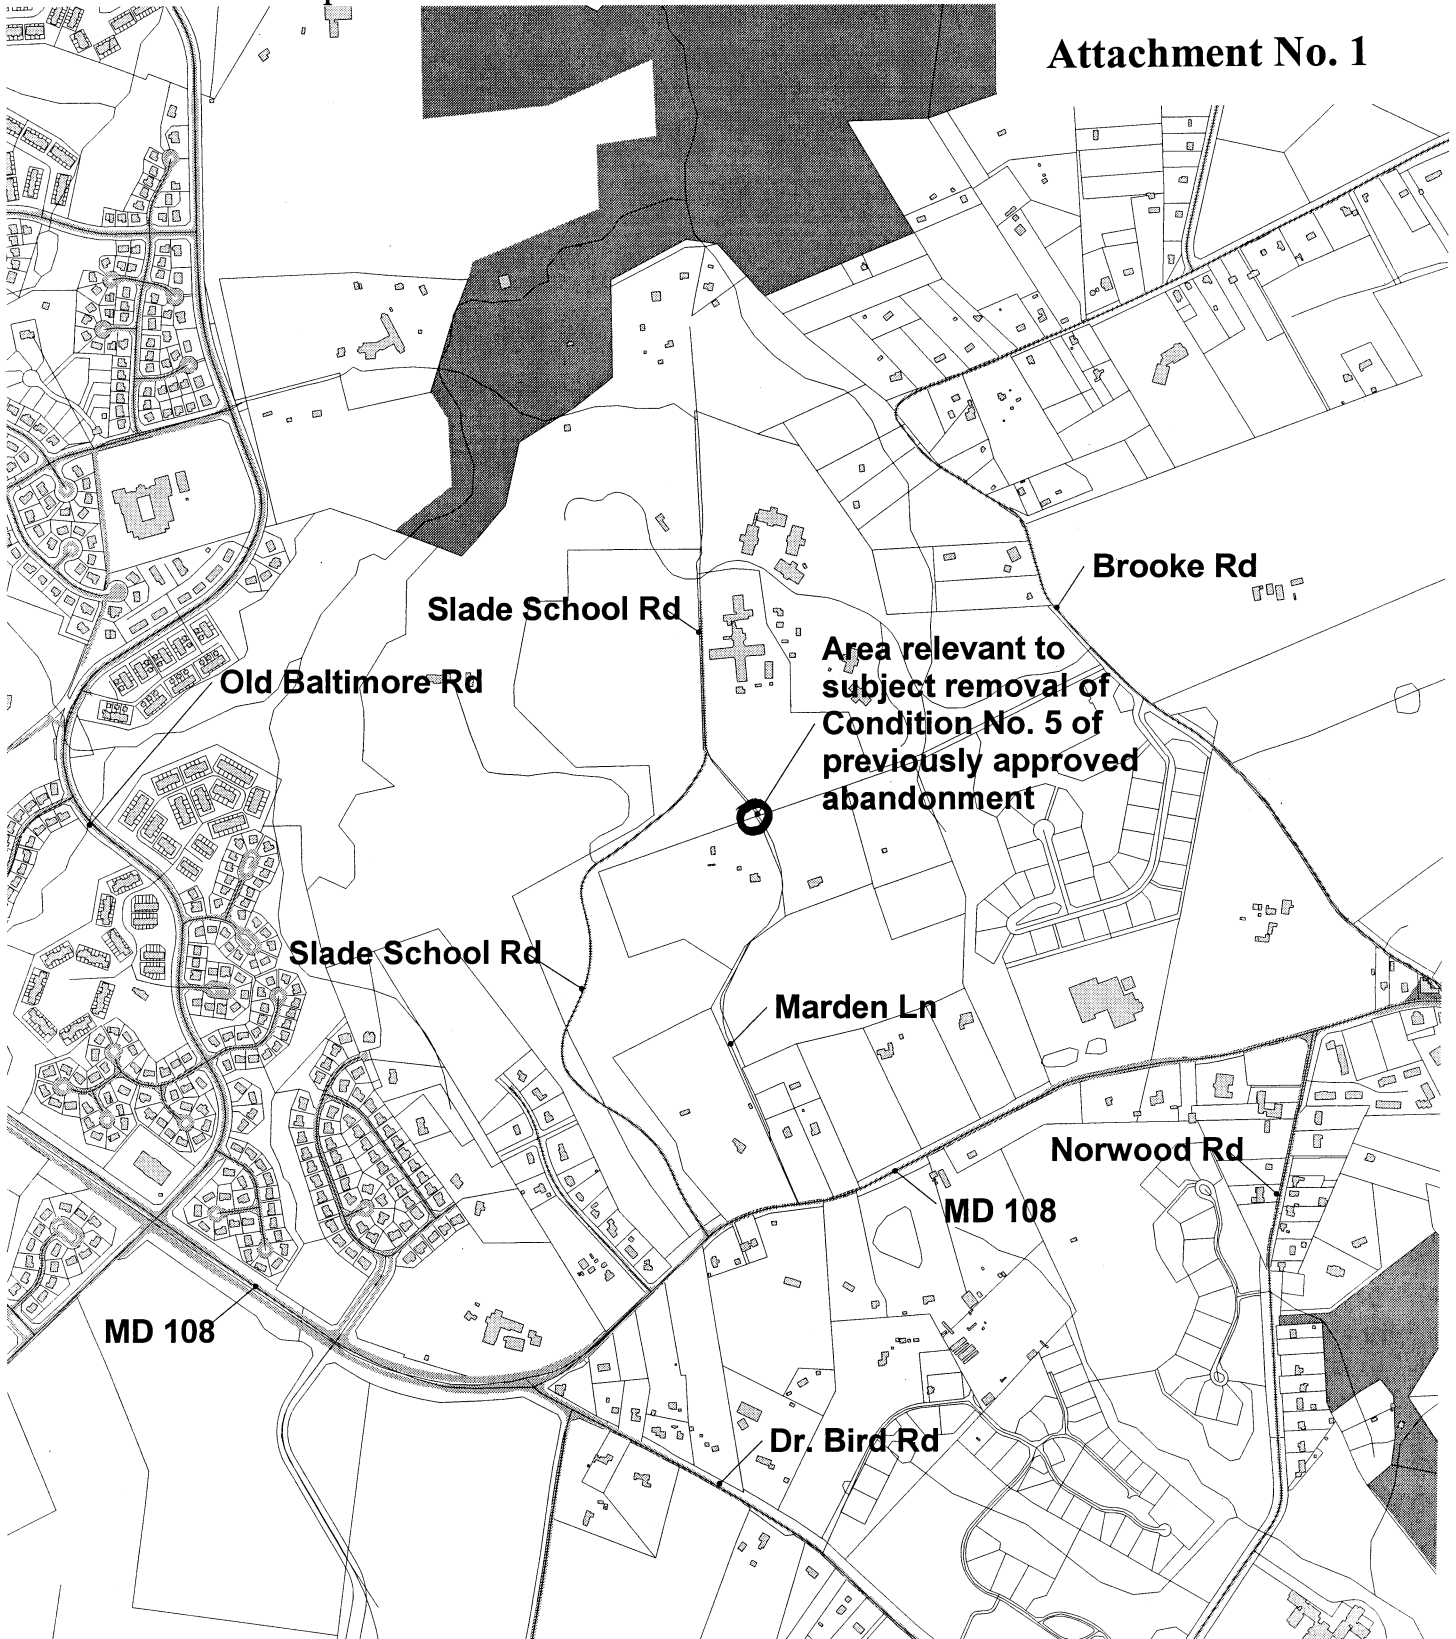 Attachment No. 1
Brooke Rd
Slade School Rd
Area relevant to
subject removal of
Condition No. 5 of
previously approved
abandonment
Old Baltimore Rd
Slade School Rd
Marden Ln
Norwood Rd
MD 108
MD 108
Dr. Bird Rd